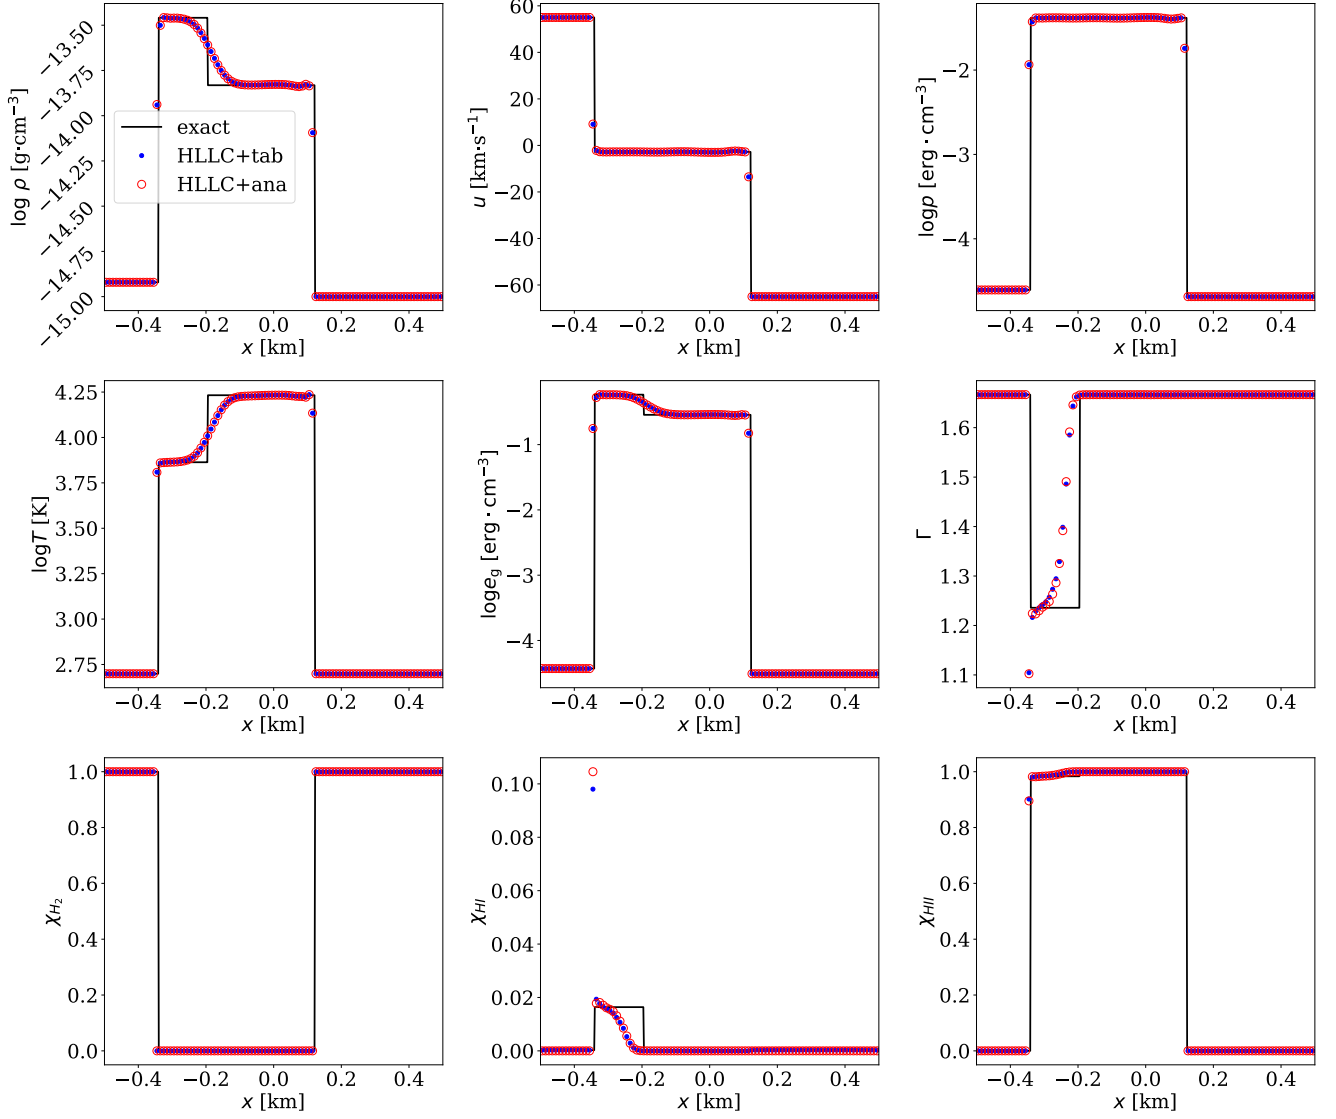 −13.50
−13.75
−14.00
−14.25
−14.50
−14.75
−15.00
log ρ [g·cm⁻³]
exact
HLLC+tab
HLLC+ana
−0.4 −0.2 0.0 0.2 0.4
x [km]
60
40
20
0
−20
−40
−60
u [km·s⁻¹]
−0.4 −0.2 0.0 0.2 0.4
x [km]
−2
−3
−4
logp [erg·cm⁻³]
−0.4 −0.2 0.0 0.2 0.4
x [km]
4.25
4.00
3.75
3.50
3.25
3.00
2.75
logT [K]
−0.4 −0.2 0.0 0.2 0.4
x [km]
−1
−2
−3
−4
loge_g [erg·cm⁻³]
−0.4 −0.2 0.0 0.2 0.4
x [km]
1.6
1.5
1.4
1.3
1.2
1.1
Γ
−0.4 −0.2 0.0 0.2 0.4
x [km]
1.0
0.8
0.6
0.4
0.2
0.0
χ_H₂
−0.4 −0.2 0.0 0.2 0.4
x [km]
0.10
0.08
0.06
0.04
0.02
0.00
χ_HI
−0.4 −0.2 0.0 0.2 0.4
x [km]
1.0
0.8
0.6
0.4
0.2
0.0
χ_HII
−0.4 −0.2 0.0 0.2 0.4
x [km]